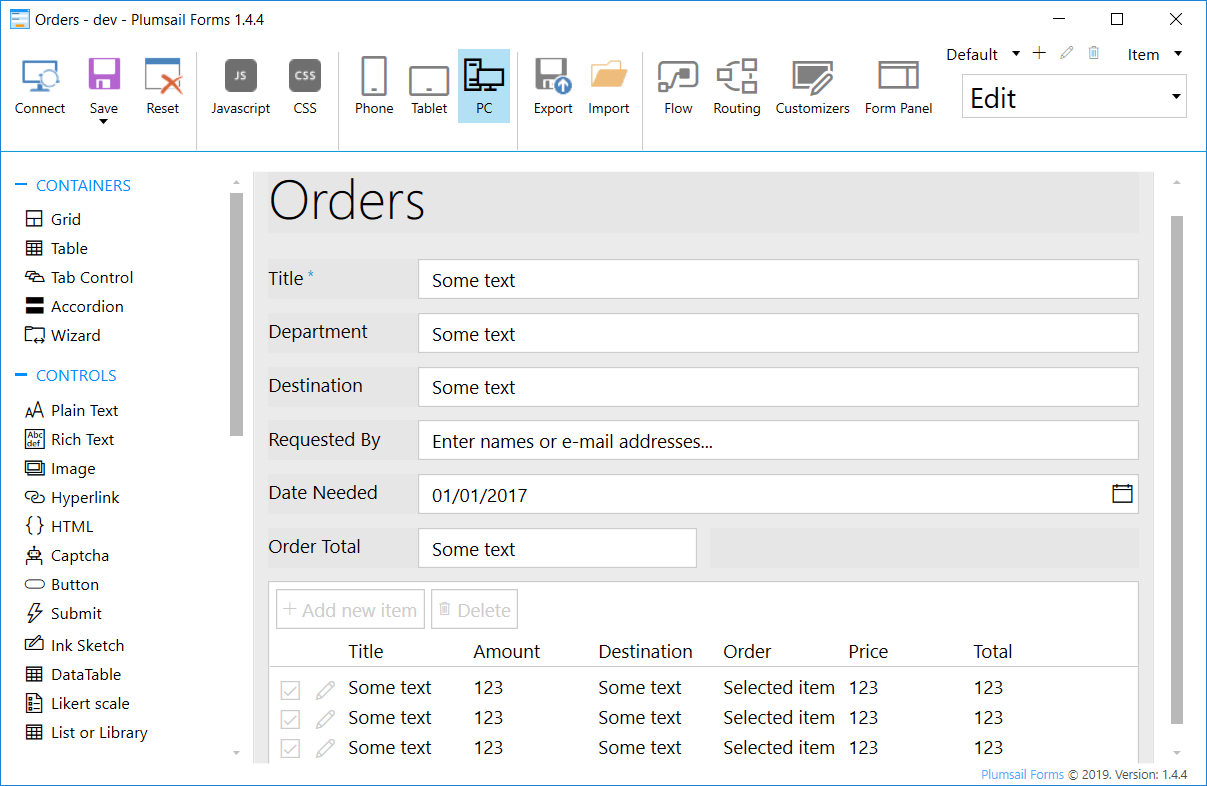 Orders - dev - Plumsail Forms 1.4.4
Default Item
JS CSS
Connect Save Reset Javascript CSS Phone Tablet PC Export Import Flow Routing Customizers Form Panel
Edit
CONTAINERS
Grid
Table
Tab Control
Accordion
Wizard
CONTROLS
Plain Text
Abc
def
Rich Text
Image
Hyperlink
{ } HTML
Captcha
Button
Submit
Ink Sketch
DataTable
Likert scale
List or Library
Orders
Title * Some text
Department Some text
Destination Some text
Requested By Enter names or e-mail addresses...
Date Needed 01/01/2017
Order Total Some text
+ Add new item Delete
Title Amount Destination Order Price Total
Some text 123 Some text Selected item 123 123
Some text 123 Some text Selected item 123 123
Some text 123 Some text Selected item 123 123
Plumsail Forms © 2019. Version: 1.4.4